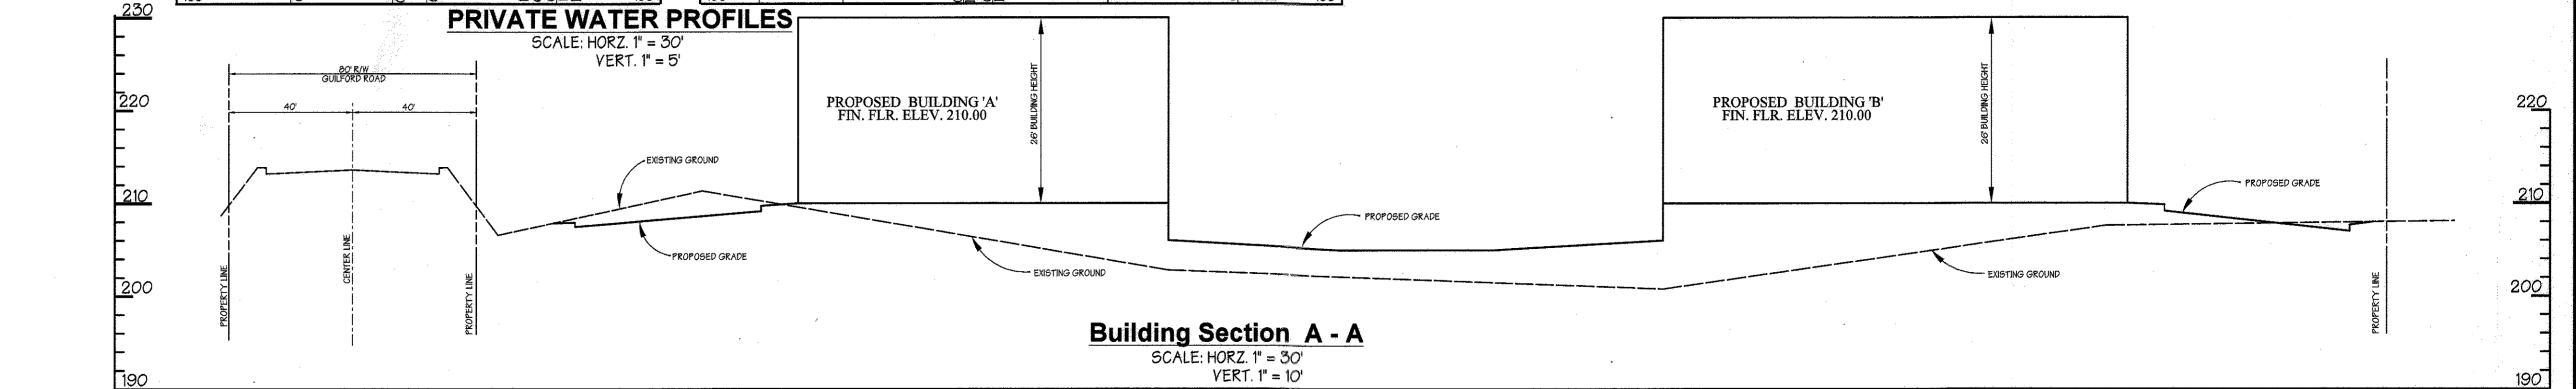 PRIVATE WATER PROFILES
SCALE: HORZ. 1" = 30'
VERT. 1" = 5'
230
220
210
200
190
80' R/W
GUILFORD ROAD
40'
40'
PROPERTY LINE
CENTER LINE
PROPERTY LINE
EXISTING GROUND
PROPOSED GRADE
PROPOSED BUILDING 'A'
FIN. FLR. ELEV. 210.00
26' BUILDING HEIGHT
EXISTING GROUND
PROPOSED GRADE
PROPOSED BUILDING 'B'
FIN. FLR. ELEV. 210.00
26' BUILDING HEIGHT
EXISTING GROUND
PROPOSED GRADE
PROPERTY LINE
220
210
200
190
Building Section A - A
SCALE: HORZ. 1" = 30'
VERT. 1" = 10'